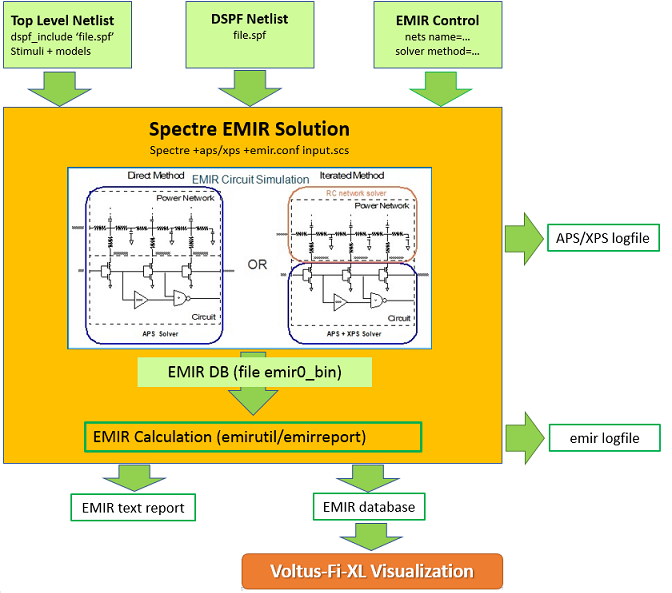 Top Level Netlist
dspf_include ‘file.spf’
Stimuli + models
DSPF Netlist
file.spf
EMIR Control
nets name=…
solver method=…
Spectre EMIR Solution
Spectre +aps/xps +emir.conf input.scs
Direct Method
EMIR Circuit Simulation
Iterated Method
RC network solver
Power Network
Power Network
OR
Circuit
Circuit
APS Solver
APS + XPS Solver
APS/XPS logfile
EMIR DB (file emir0_bin)
EMIR Calculation (emirutil/emirreport)
emir logfile
EMIR text report
EMIR database
Voltus-Fi-XL Visualization